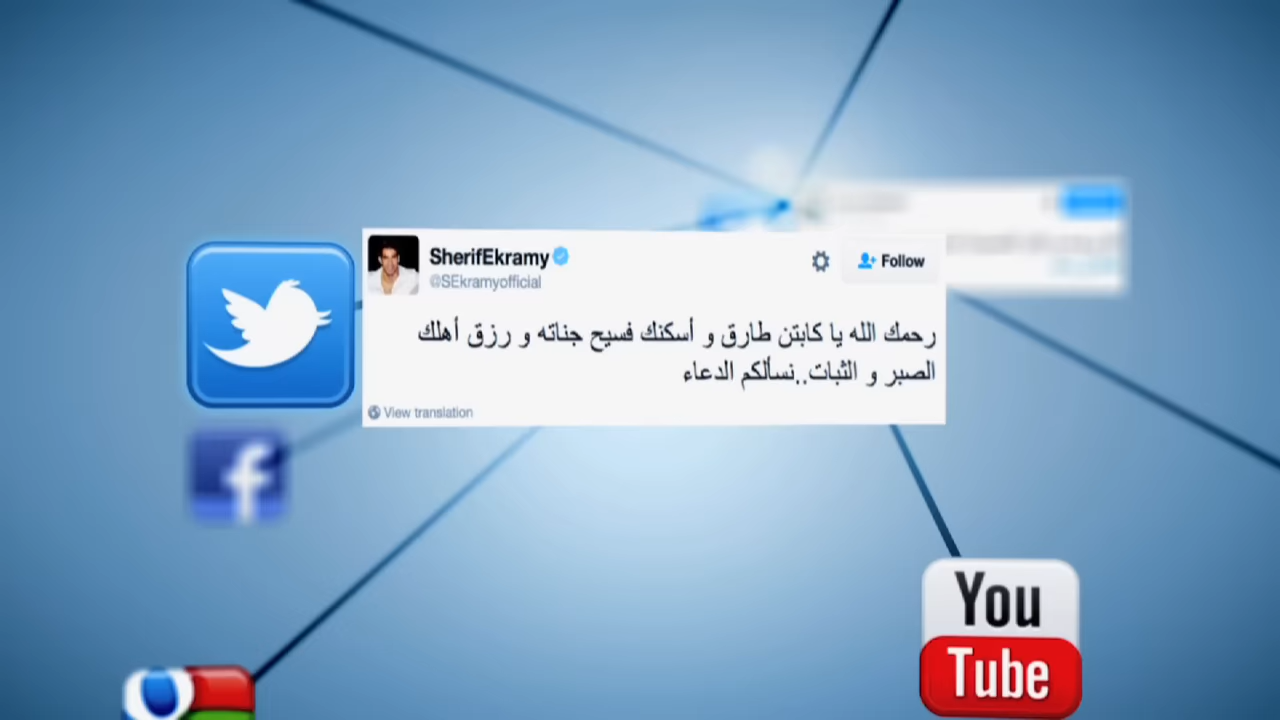 SherifEkramy
@SEkramyofficial
Follow
رحمك الله يا كابتن طارق و أسكنك فسيح جناته و رزق أهلك
الصبر و الثبات..نسألكم الدعاء
View translation
You
Tube